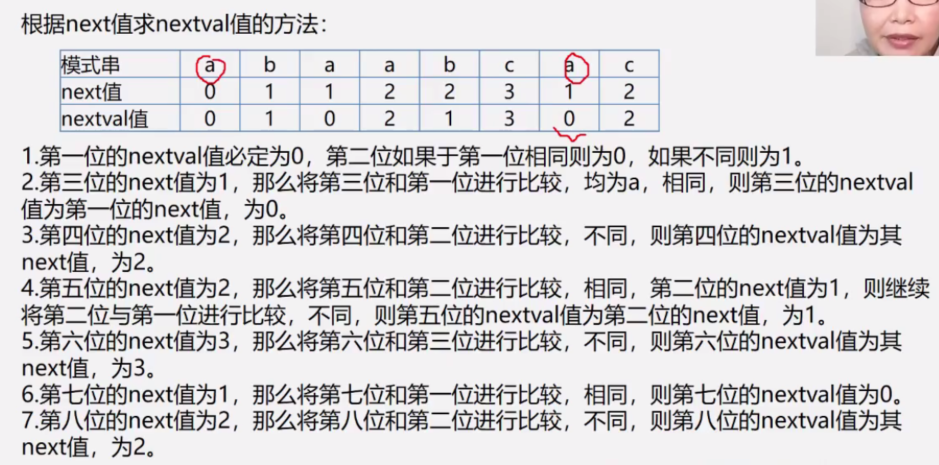 根据next值求nextval值的方法：
模式串 a b a a b c a c
next值 0 1 1 2 2 3 1 2
nextval值 0 1 0 2 1 3 0 2
1.第一位的nextval值必定为0，第二位如果于第一位相同则为0，如果不同则为1。
2.第三位的next值为1，那么将第三位和第一位进行比较，均为a，相同，则第三位的nextval
值为第一位的next值，为0。
3.第四位的next值为2，那么将第四位和第二位进行比较，不同，则第四位的nextval值为其
next值，为2。
4.第五位的next值为2，那么将第五位和第二位进行比较，相同，第二位的next值为1，则继续
将第二位与第一位进行比较，不同，则第五位的nextval值为第二位的next值，为1。
5.第六位的next值为3，那么将第六位和第三位进行比较，不同，则第六位的nextval值为其
next值，为3。
6.第七位的next值为1，那么将第七位和第一位进行比较，相同，则第七位的nextval值为0。
7.第八位的next值为2，那么将第八位和第二位进行比较，不同，则第八位的nextval值为其
next值，为2。